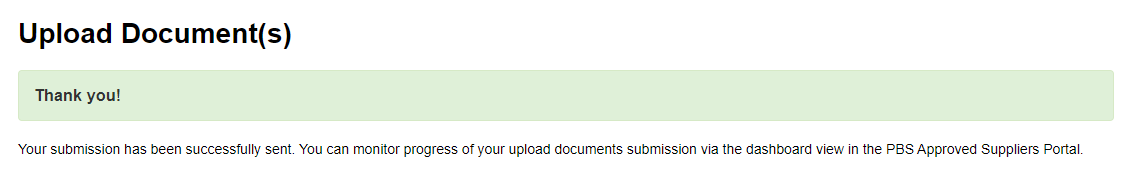 Upload Document(s)
Thank you!
Your submission has been successfully sent. You can monitor progress of your upload documents submission via the dashboard view in the PBS Approved Suppliers Portal.